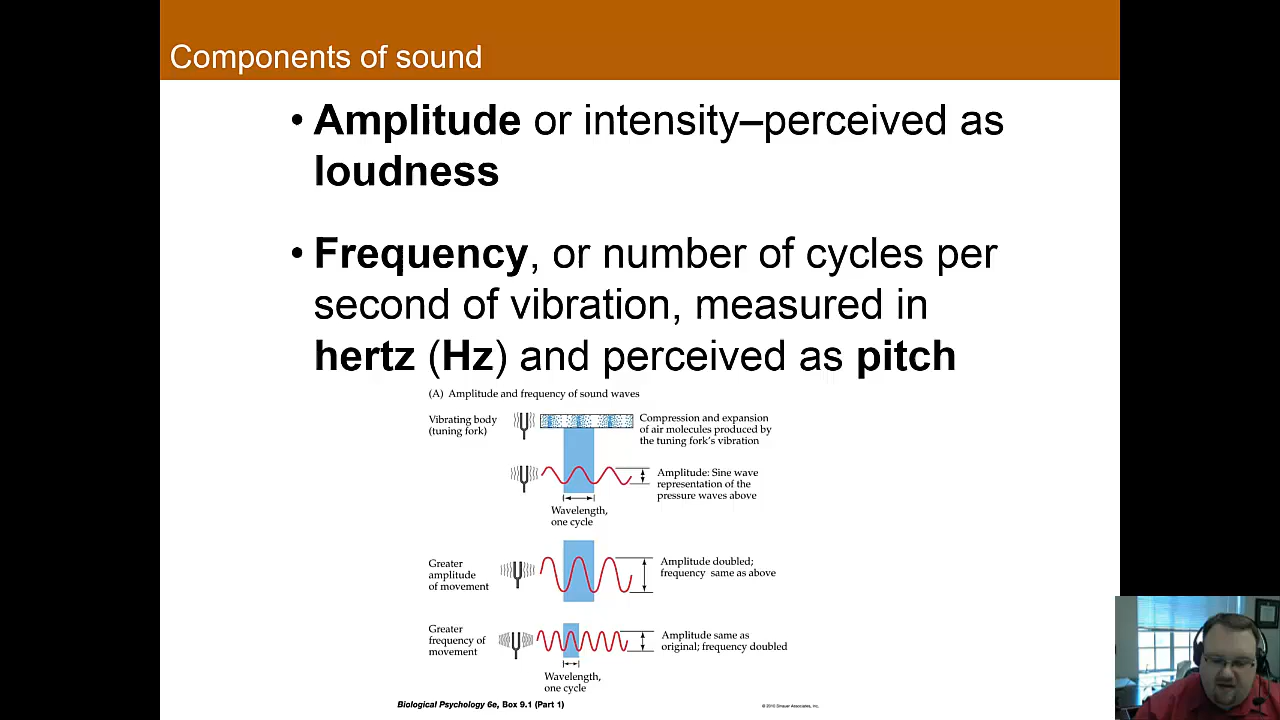 Components of sound
• Amplitude or intensity–perceived as
loudness
• Frequency, or number of cycles per
second of vibration, measured in
hertz (Hz) and perceived as pitch
(A) Amplitude and frequency of sound waves
Vibrating body
(tuning fork)
Compression and expansion
of air molecules produced by
the tuning fork's vibration
Amplitude: Sine wave
representation of the
pressure waves above
Wavelength,
one cycle
Greater
amplitude
of movement
Amplitude doubled;
frequency same as above
Greater
frequency of
movement
Amplitude same as
original; frequency doubled
Wavelength,
one cycle
Biological Psychology 6e, Box 9.1 (Part 1)
© 2010 Sinauer Associates, Inc.